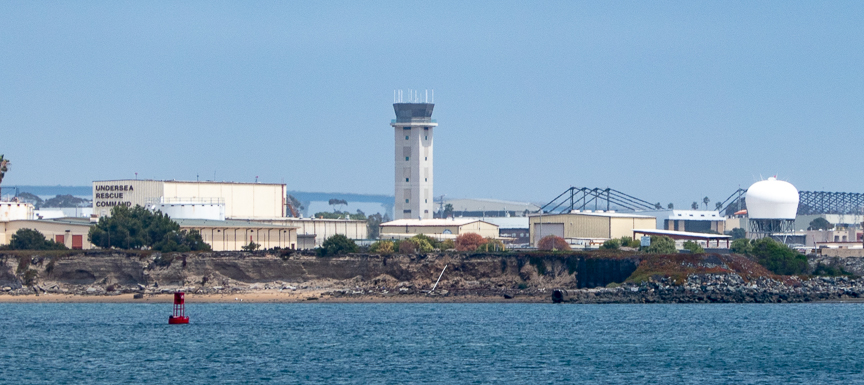 UNDERSEA
RESCUE
COMMAND